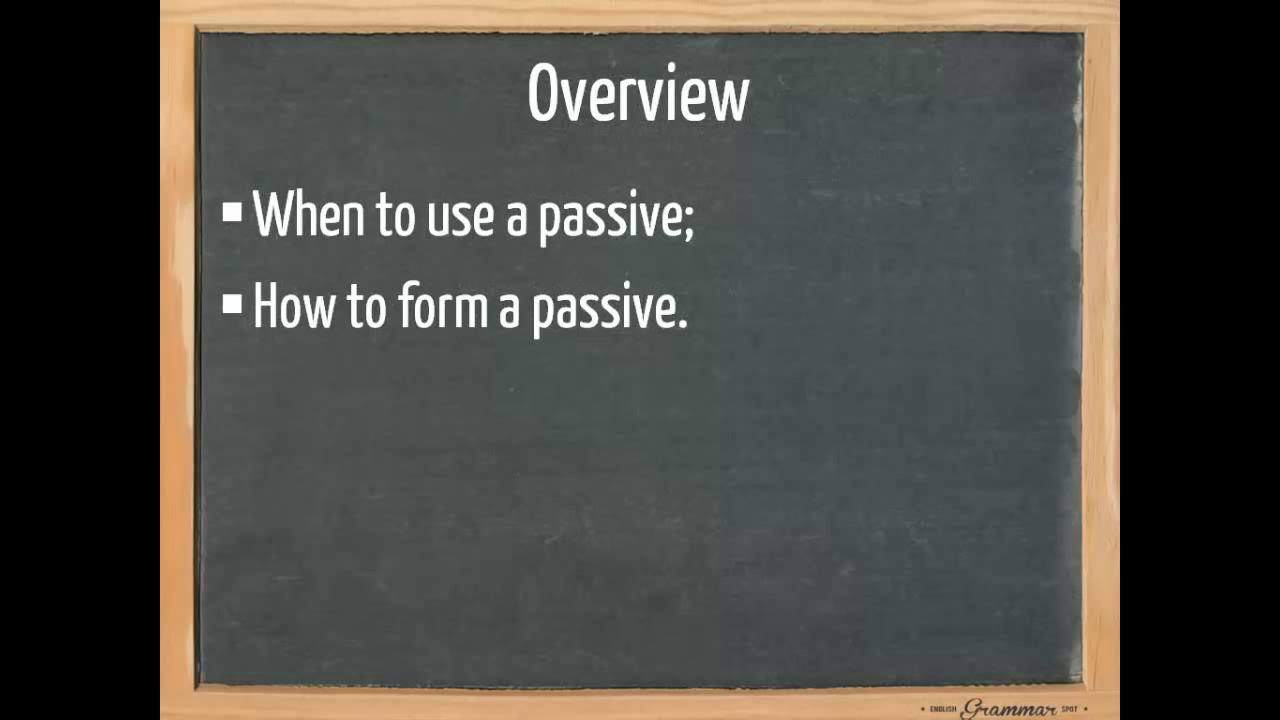 Overview
▪ When to use a passive;
▪ How to form a passive.
• ENGLISH Grammar SPOT •